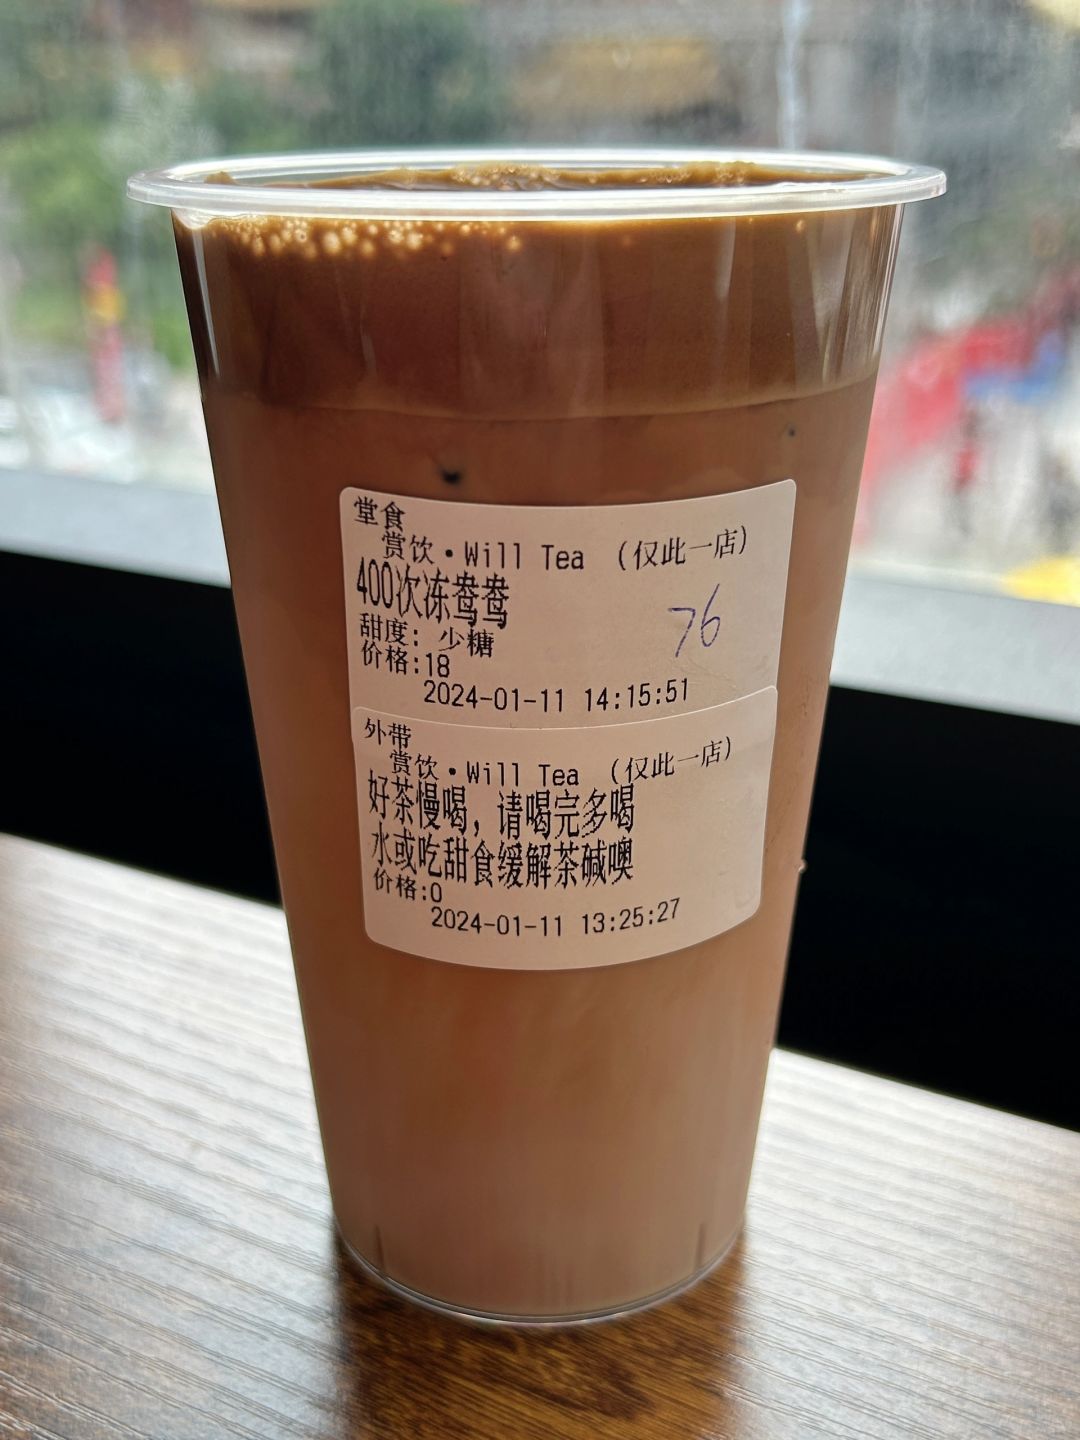 堂食
赏饮·Will Tea (仅此一店)
400次冻鸯鸯
76
甜度: 少糖
价格:18
2024-01-11 14:15:51
外带
赏饮·Will Tea (仅此一店)
好茶慢喝, 请喝完多喝
水或吃甜食缓解茶碱噢
价格:0
2024-01-11 13:25:27